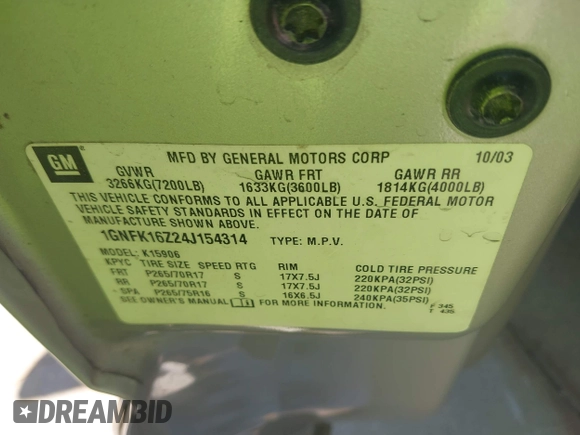 GM
MFD BY GENERAL MOTORS CORP 10/03
GVWR GAWR FRT GAWR RR
3266KG(7200LB) 1633KG(3600LB) 1814KG(4000LB)
THIS VEHICLE CONFORMS TO ALL APPLICABLE U.S. FEDERAL MOTOR
VEHICLE SAFETY STANDARDS IN EFFECT ON THE DATE OF
MANUFACTURE SHOWN ABOVE.
1GNFK16Z24J154314 TYPE: M.P.V.
MODEL: K15906
KPYC TIRE SIZE SPEED RTG RIM COLD TIRE PRESSURE
FRT P265/70R17 S 17X7.5J 220KPA(32PSI)
RR P265/70R17 S 17X7.5J 220KPA(32PSI)
SPA P265/75R16 S 16X6.5J 240KPA(35PSI)
SEE OWNER'S MANUAL FOR MORE INFORMATION. F 345
T 435
DREAMBID